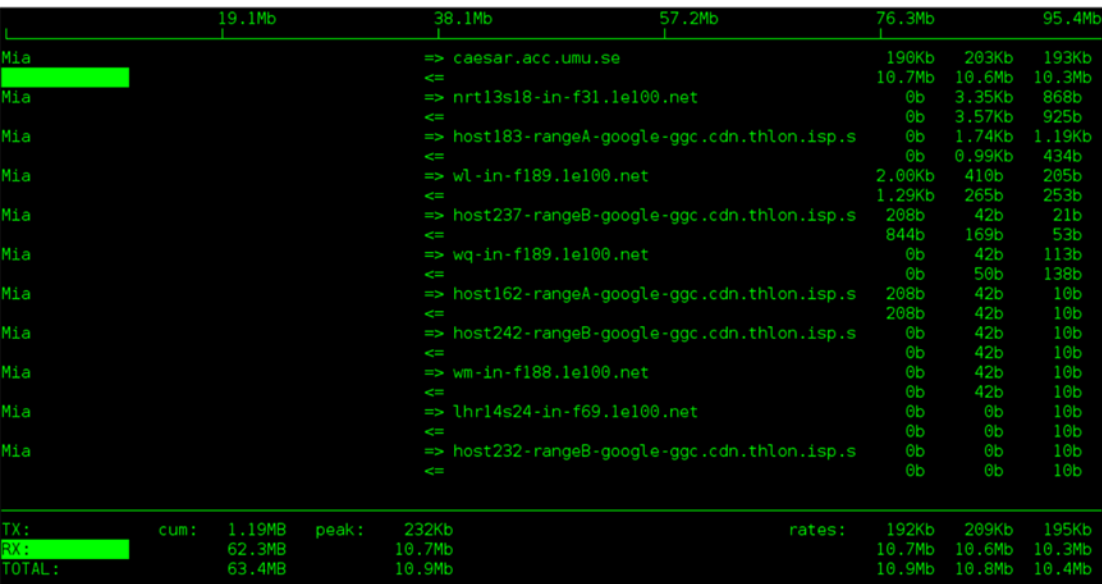 19.1Mb 38.1Mb 57.2Mb 76.3Mb 95.4Mb
Mia => caesar.acc.umu.se 190Kb 203Kb 193Kb
<= 10.7Mb 10.6Mb 10.3Mb
Mia => nrt13s18-in-f31.1e100.net 0b 3.35Kb 868b
<= 0b 3.57Kb 925b
Mia => host183-rangeA-google-ggc.cdn.thlon.isp.s 0b 1.74Kb 1.19Kb
<= 0b 0.99Kb 434b
Mia => wl-in-f189.1e100.net 2.00Kb 410b 205b
<= 1.29Kb 265b 253b
Mia => host237-rangeB-google-ggc.cdn.thlon.isp.s 208b 42b 21b
<= 844b 169b 53b
Mia => wq-in-f189.1e100.net 0b 42b 113b
<= 0b 50b 138b
Mia => host162-rangeA-google-ggc.cdn.thlon.isp.s 208b 42b 10b
<= 208b 42b 10b
Mia => host242-rangeB-google-ggc.cdn.thlon.isp.s 0b 42b 10b
<= 0b 42b 10b
Mia => wm-in-f188.1e100.net 0b 42b 10b
<= 0b 42b 10b
Mia => lhr14s24-in-f69.1e100.net 0b 0b 10b
<= 0b 0b 10b
Mia => host232-rangeB-google-ggc.cdn.thlon.isp.s 0b 0b 10b
<= 0b 0b 10b
TX: cum: 1.19MB peak: 232Kb rates: 192Kb 209Kb 195Kb
RX: 62.3MB 10.7Mb 10.7Mb 10.6Mb 10.3Mb
TOTAL: 63.4MB 10.9Mb 10.9Mb 10.8Mb 10.4Mb